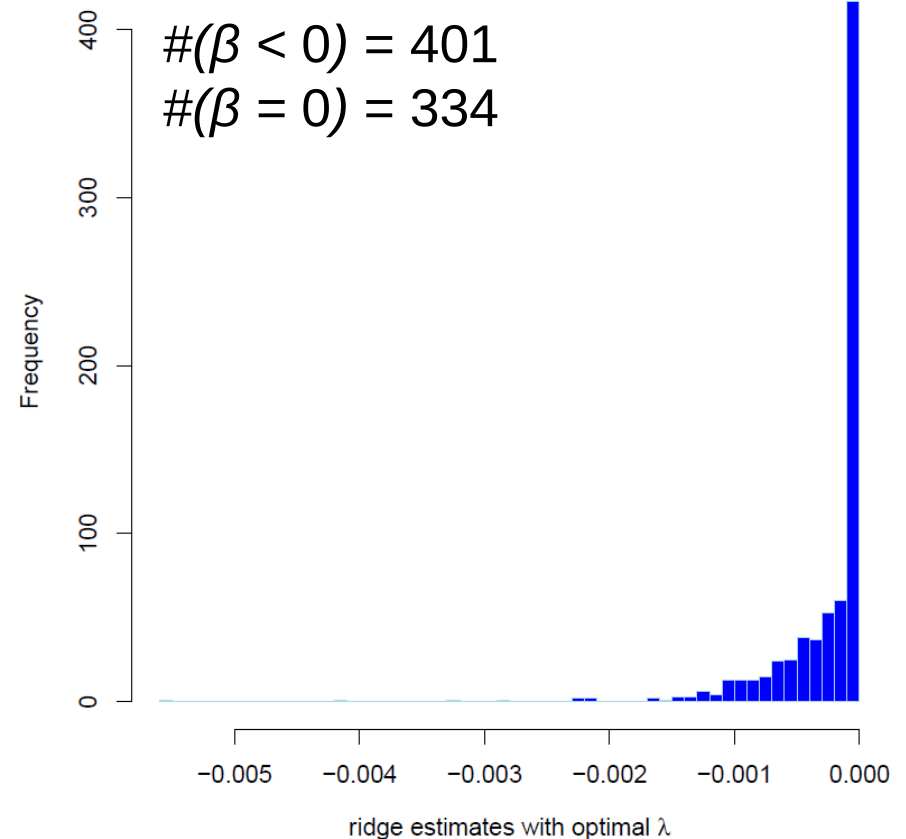 #(β < 0) = 401
#(β = 0) = 334
Frequency
400
300
200
100
0
−0.005 −0.004 −0.003 −0.002 −0.001 0.000
ridge estimates with optimal λ